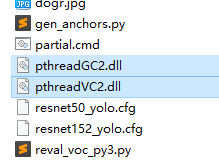 dogr.jpg
gen_anchors.py
partial.cmd
pthreadGC2.dll
pthreadVC2.dll
resnet50_yolo.cfg
resnet152_yolo.cfg
reval_voc_py3.py